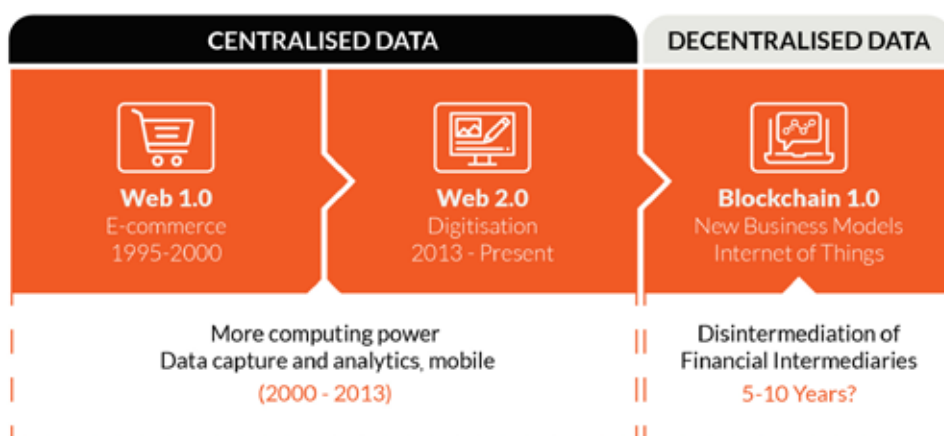 CENTRALISED DATA
DECENTRALISED DATA
Web 1.0
E-commerce
1995-2000
Web 2.0
Digitisation
2013 - Present
Blockchain 1.0
New Business Models
Internet of Things
More computing power
Data capture and analytics, mobile
(2000 - 2013)
Disintermediation of
Financial Intermediaries
5-10 Years?